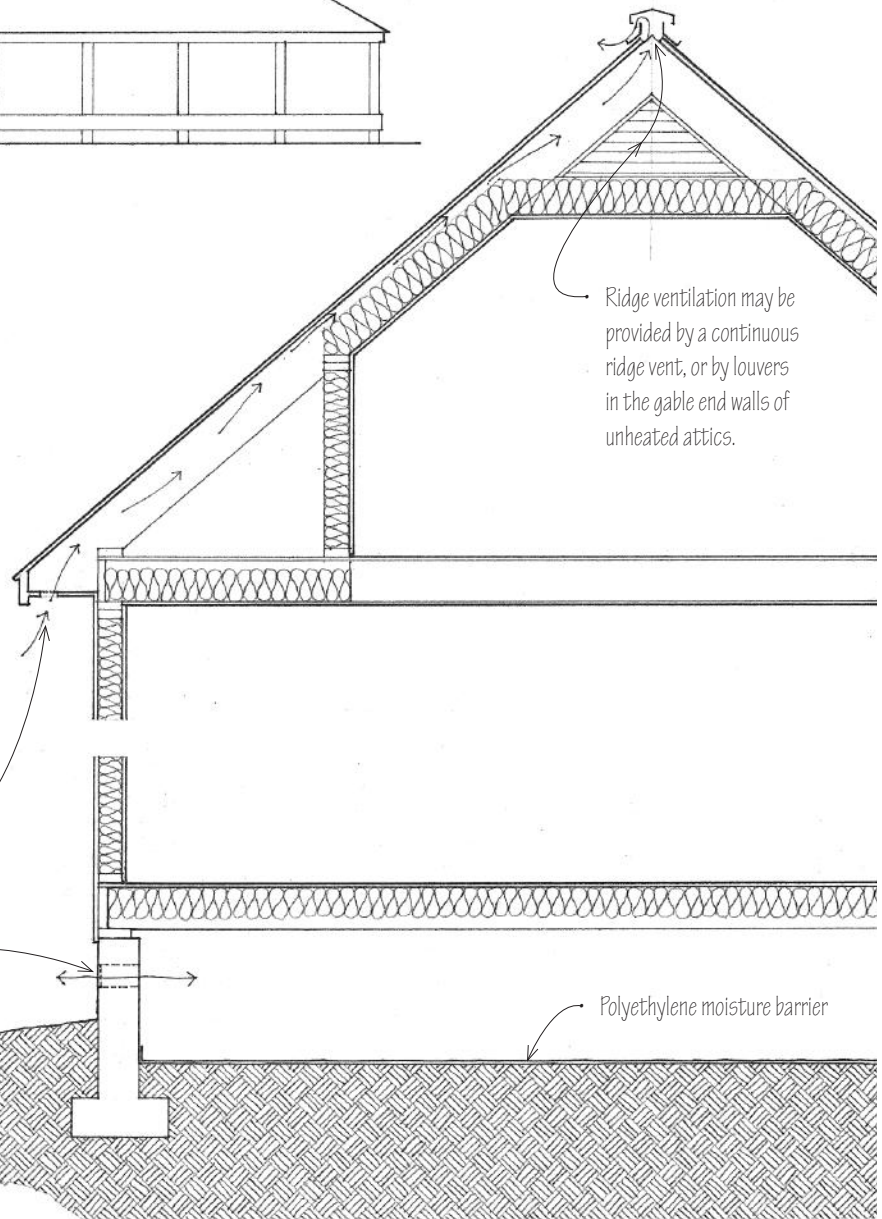 Ridge ventilation may be
provided by a continuous
ridge vent, or by louvers
in the gable end walls of
unheated attics.
Polyethylene moisture barrier